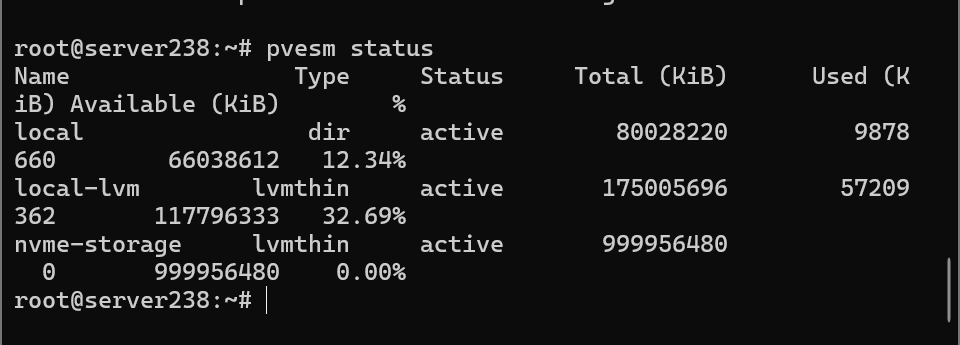 root@server238:~# pvesm status
Name                Type     Status     Total (KiB)      Used (K
iB) Available (KiB)        %
local                dir     active        80028220         9878
660        66038612   12.34%
local-lvm        lvmthin     active       175005696        57209
362       117796333   32.69%
nvme-storage     lvmthin     active       999956480
  0       999956480    0.00%
root@server238:~#